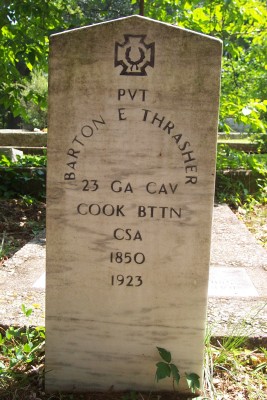 PVT
BARTON E THRASHER
23 GA CAV
COOK BTTN
CSA
1850
1923